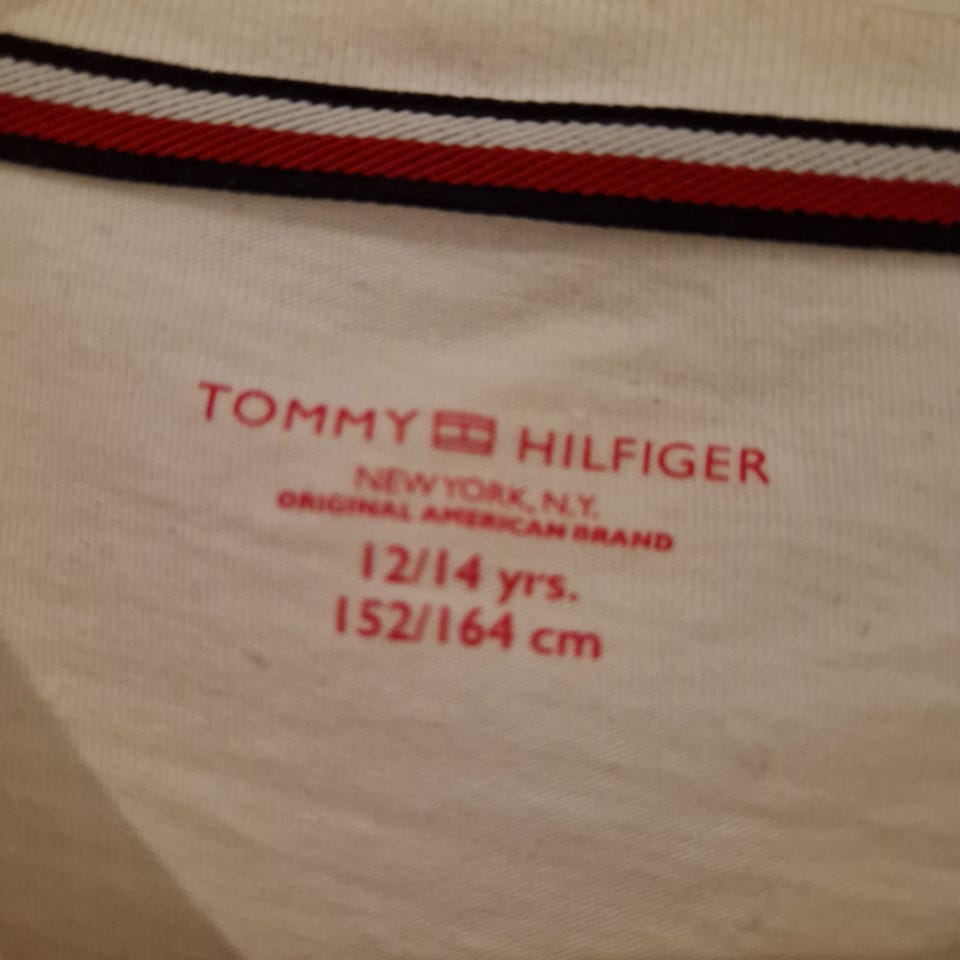 TOMMY HILFIGER
NEW YORK, N.Y.
ORIGINAL AMERICAN BRAND
12/14 yrs.
152/164 cm